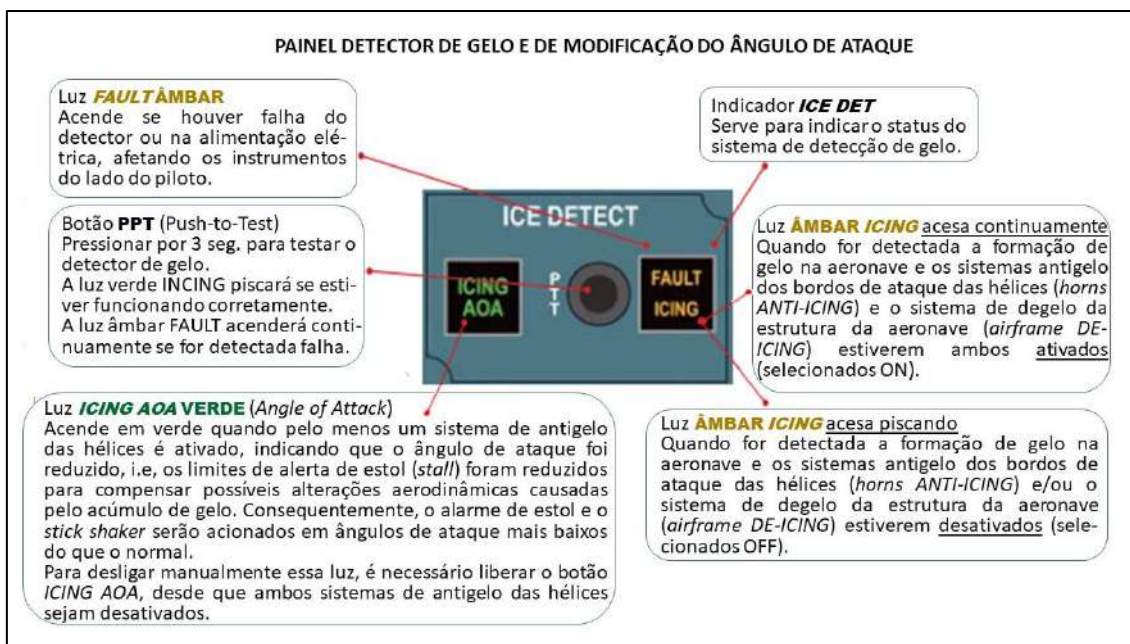 PAINEL DETECTOR DE GELO E DE MODIFICAÇÃO DO ÂNGULO DE ATAQUE
Luz FAULT ÂMBAR
Acende se houver falha do
detector ou na alimentação elé-
trica, afetando os instrumentos
do lado do piloto.
Indicador ICE DET
Serve para indicar o status do
sistema de detecção de gelo.
Botão PPT (Push-to-Test)
Pressionar por 3 seg. para testar o
detector de gelo.
A luz verde INCING piscará se esti-
ver funcionando corretamente.
A luz âmbar FAULT acenderá conti-
nuamente se for detectada falha.
ICE DETECT
ICING
AOA
P
T
T
FAULT
ICING
Luz ÂMBAR ICING acesa continuamente
Quando for detectada a formação de
gelo na aeronave e os sistemas antigelo
dos bordos de ataque das hélices (horns
ANTI-ICING) e o sistema de degelo da
estrutura da aeronave (airframe DE-
ICING) estiverem ambos ativados
(selecionados ON).
Luz ICING AOA VERDE (Angle of Attack)
Acende em verde quando pelo menos um sistema de antigelo
das hélices é ativado, indicando que o ângulo de ataque foi
reduzido, i.e, os limites de alerta de estol (stall) foram reduzidos
para compensar possíveis alterações aerodinâmicas causadas
pelo acúmulo de gelo. Consequentemente, o alarme de estol e o
stick shaker serão acionados em ângulos de ataque mais baixos
do que o normal.
Para desligar manualmente essa luz, é necessário liberar o botão
ICING AOA, desde que ambos sistemas de antigelo das hélices
sejam desativados.
Luz ÂMBAR ICING acesa piscando
Quando for detectada a formação de gelo na
aeronave e os sistemas antigelo dos bordos de
ataque das hélices (horns ANTI-ICING) e/ou o
sistema de degelo da estrutura da aeronave
(airframe DE-ICING) estiverem desativados (sele-
cionados OFF).